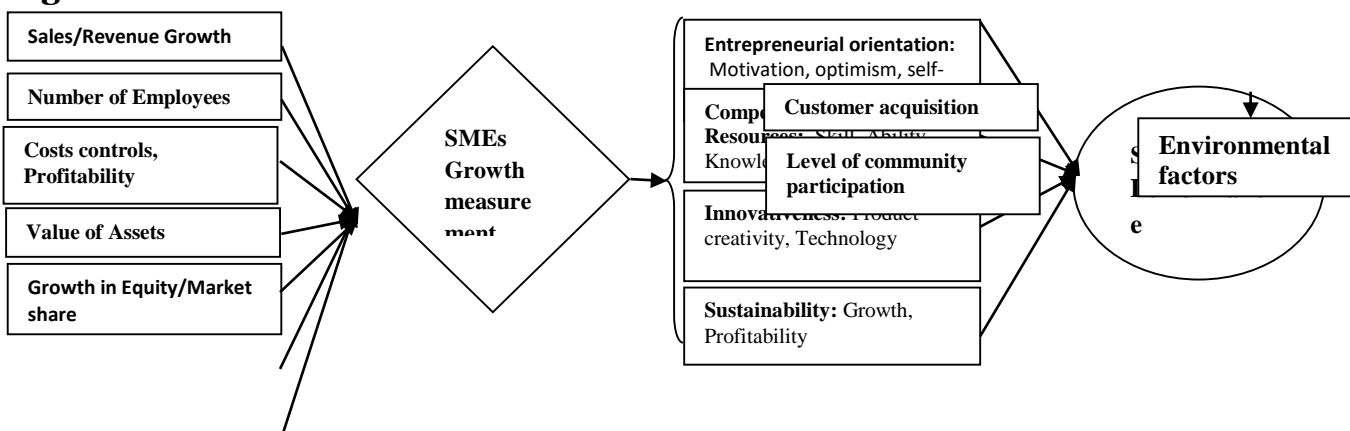 Sales/Revenue Growth
Number of Employees
Costs controls,
Profitability
Value of Assets
Growth in Equity/Market
share
SMEs
Growth
measure
ment
Entrepreneurial orientation:
Motivation, optimism, self-
Customer acquisition
Level of community
participation
Innovativeness: Product
creativity, Technology
Sustainability: Growth,
Profitability
Environmental
factors
e